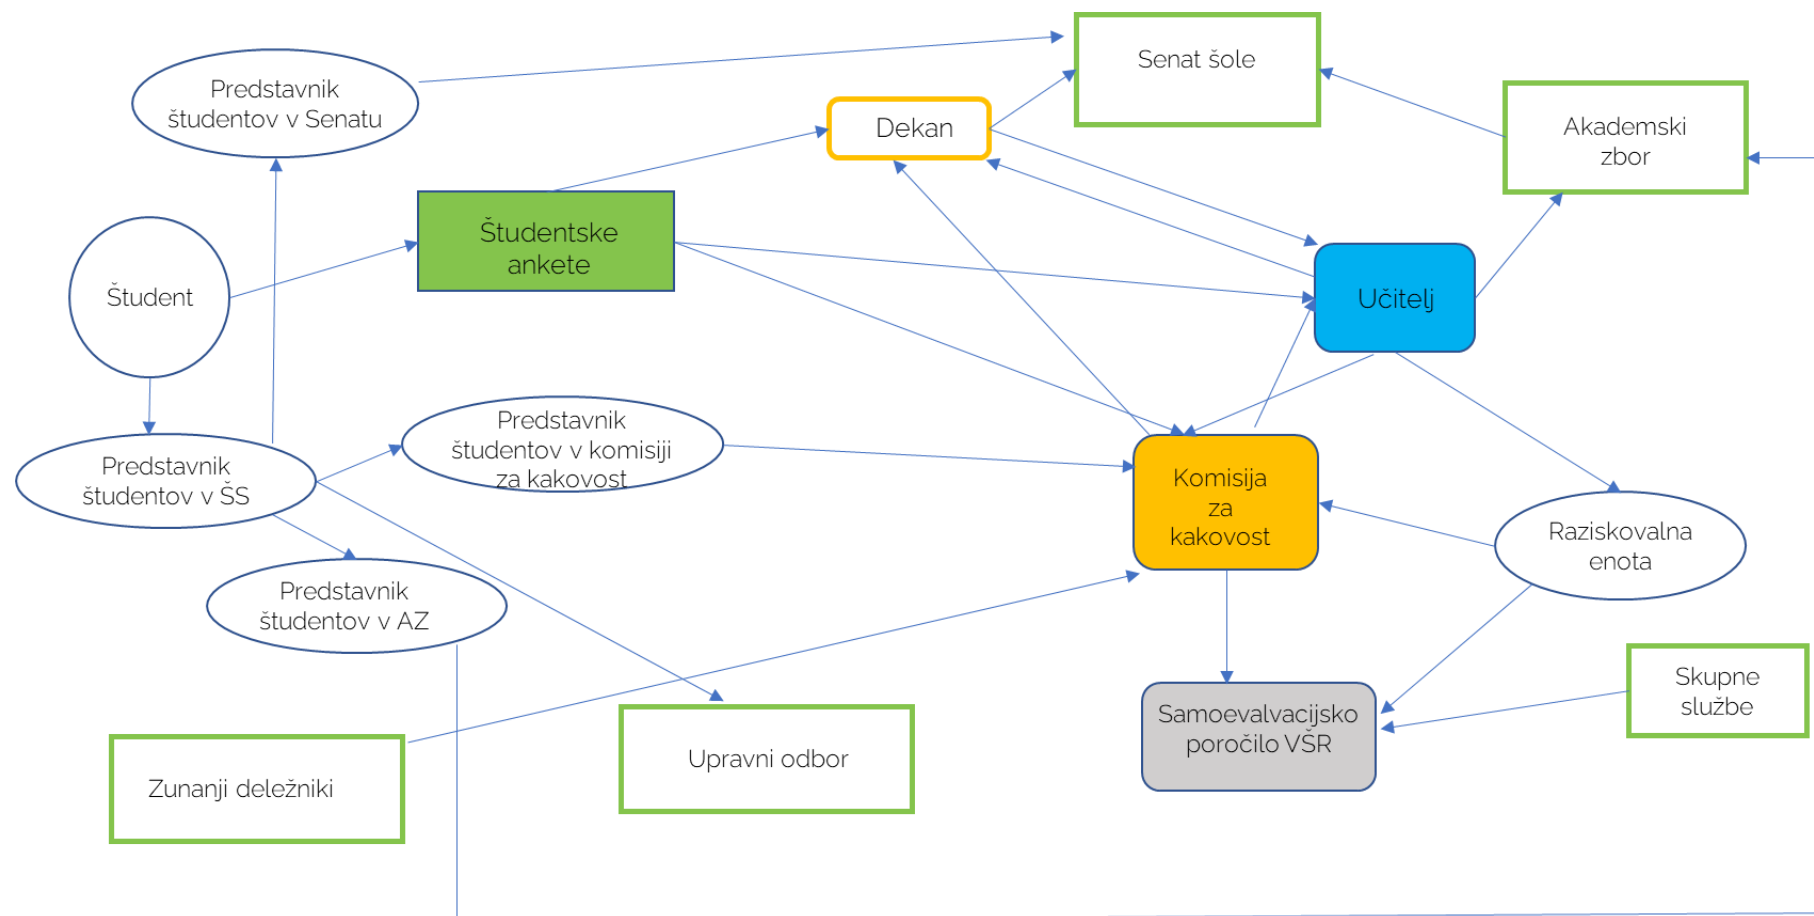 Senat šole
Predstavnik
študentov v Senatu
Dekan
Akademski
zbor
Študentske
ankete
Študent
Učitelj
Predstavnik
študentov v komisiji
za kakovost
Predstavnik
študentov v ŠS
Komisija
za
kakovost
Raziskovalna
enota
Predstavnik
študentov v AZ
Skupne
službe
Samoevalvacijsko
poročilo VŠR
Upravni odbor
Zunanji deležniki